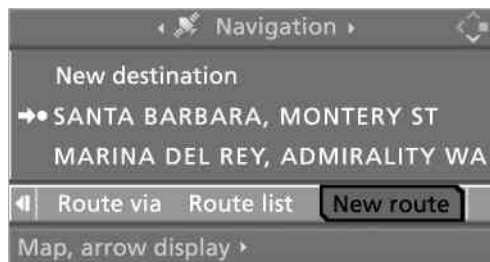 Navigation
New destination
SANTA BARBARA, MONTERY ST
MARINA DEL REY, ADMIRALITY WA
Route via Route list New route
Map, arrow display